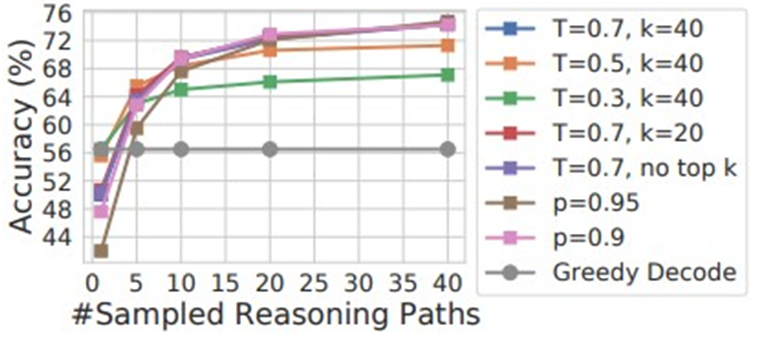 76
72
68
64
60
56
52
48
44
Accuracy (%)
0 5 10 15 20 25 30 35 40
#Sampled Reasoning Paths
T=0.7, k=40
T=0.5, k=40
T=0.3, k=40
T=0.7, k=20
T=0.7, no top k
p=0.95
p=0.9
Greedy Decode